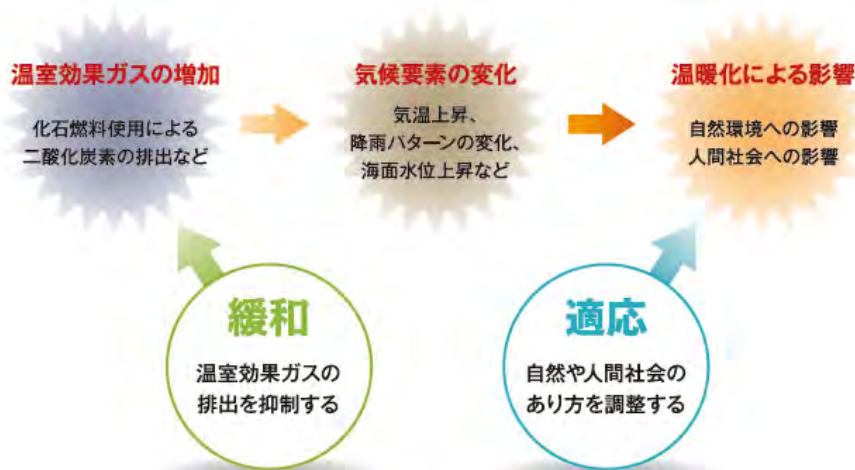 温室効果ガスの増加
化石燃料使用による
二酸化炭素の排出など
気候要素の変化
気温上昇、
降雨パターンの変化、
海面水位上昇など
温暖化による影響
自然環境への影響
人間社会への影響
緩和
温室効果ガスの
排出を抑制する
適応
自然や人間社会の
あり方を調整する